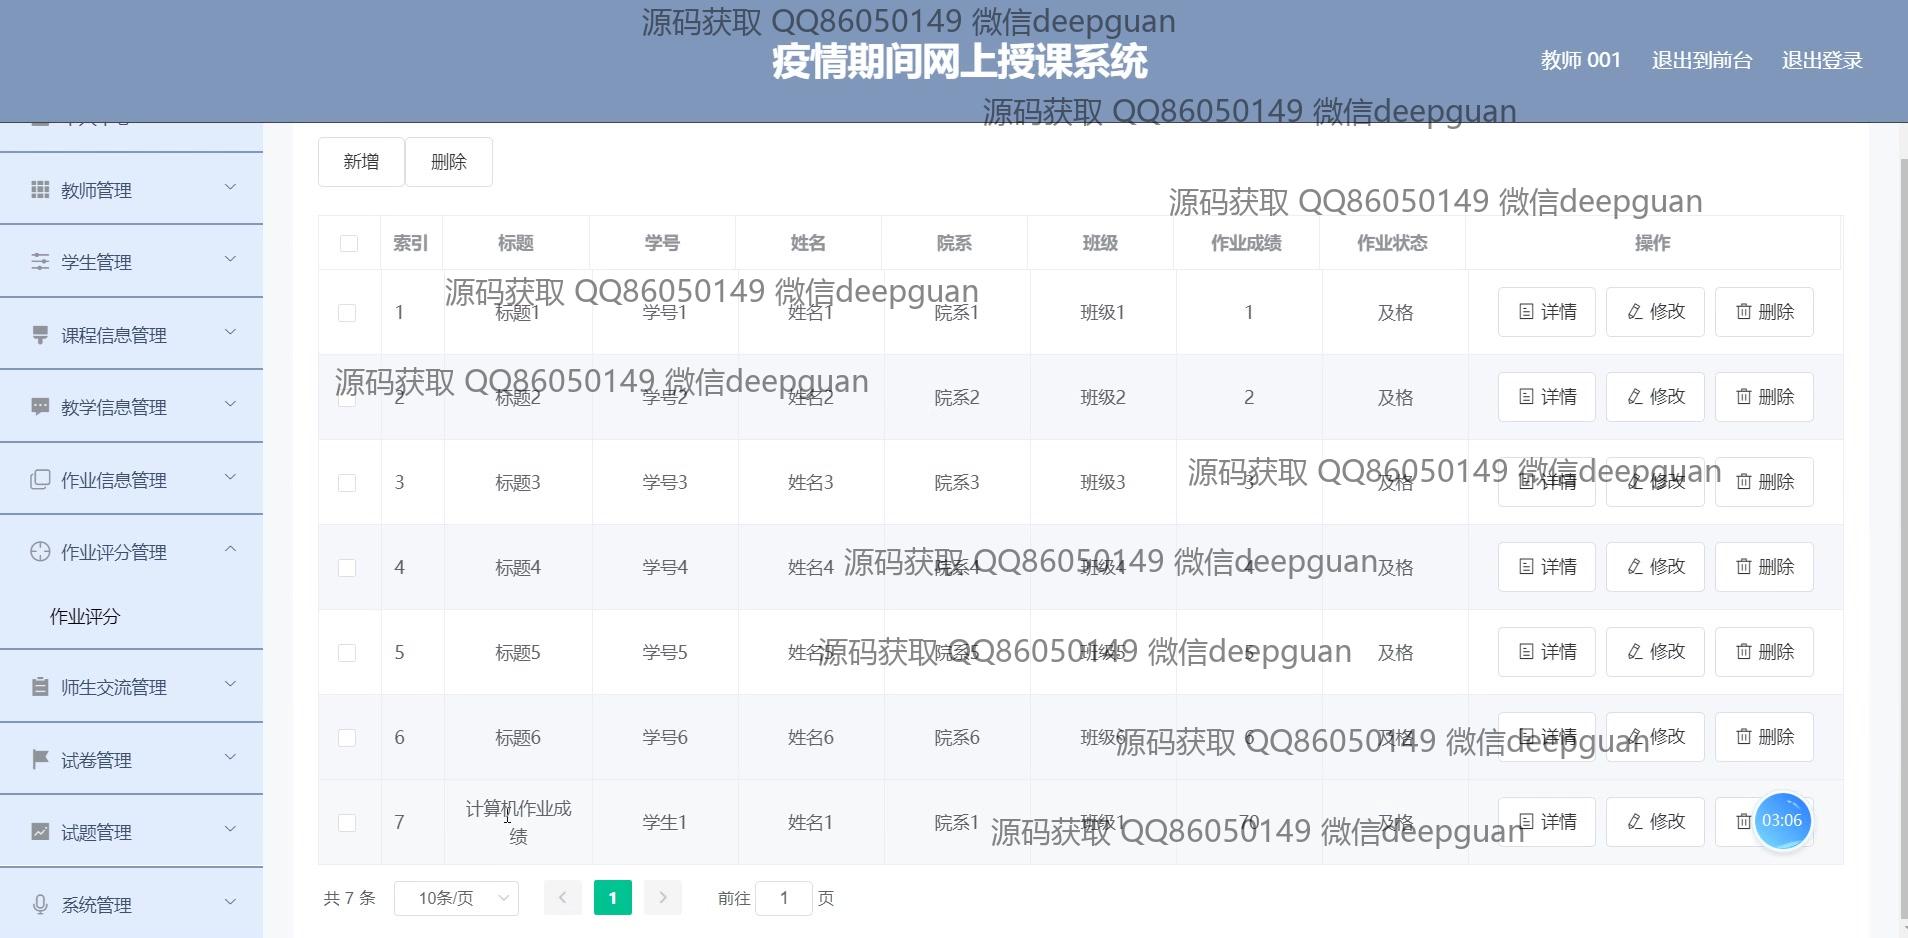 源码获取 QQ86050149 微信deepguan
疫情期间网上授课系统
教师 001 退出到前台 退出登录
源码获取 QQ86050149 微信deepguan
教师管理
学生管理
课程信息管理
教学信息管理
作业信息管理
作业评分管理
作业评分
师生交流管理
试卷管理
试题管理
系统管理
新增 删除
源码获取 QQ86050149 微信deepguan
索引 标题 学号 姓名 院系 班级 作业成绩 作业状态 操作
源码获取 QQ86050149 微信deepguan
1 标题1 学号1 姓名1 院系1 班级1 1 及格 详情 修改 删除
源码获取 QQ86050149 微信deepguan
2 标题2 学号2 姓名2 院系2 班级2 2 及格 详情 修改 删除
源码获取 QQ86050149 微信deepguan
3 标题3 学号3 姓名3 院系3 班级3 3 及格 详情 修改 删除
源码获取 QQ86050149 微信deepguan
4 标题4 学号4 姓名4 院系4 班级4 4 及格 详情 修改 删除
源码获取 QQ86050149 微信deepguan
5 标题5 学号5 姓名5 院系5 班级5 5 及格 详情 修改 删除
源码获取 QQ86050149 微信deepguan
6 标题6 学号6 姓名6 院系6 班级6 6 及格 详情 修改 删除
源码获取 QQ86050149 微信deepguan
7 计算机作业成绩 学生1 姓名1 院系1 班级1 70 及格 详情 修改
03:06
共 7 条 10条/页 1 前往 1 页